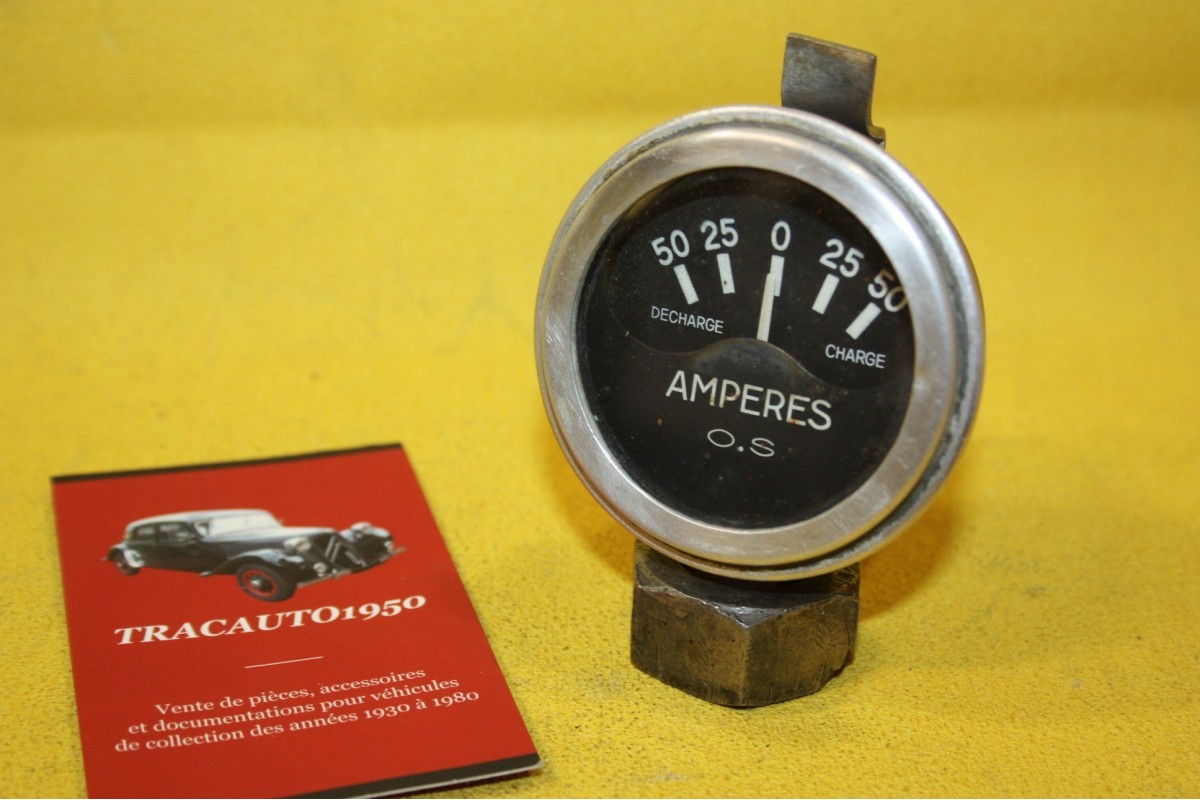 50 25 0 25 50
DECHARGE
CHARGE
AMPERES
O.S
TRACAUTO1950
Vente de pièces, accessoires
et documentations pour véhicules
de collection des années 1930 à 1980